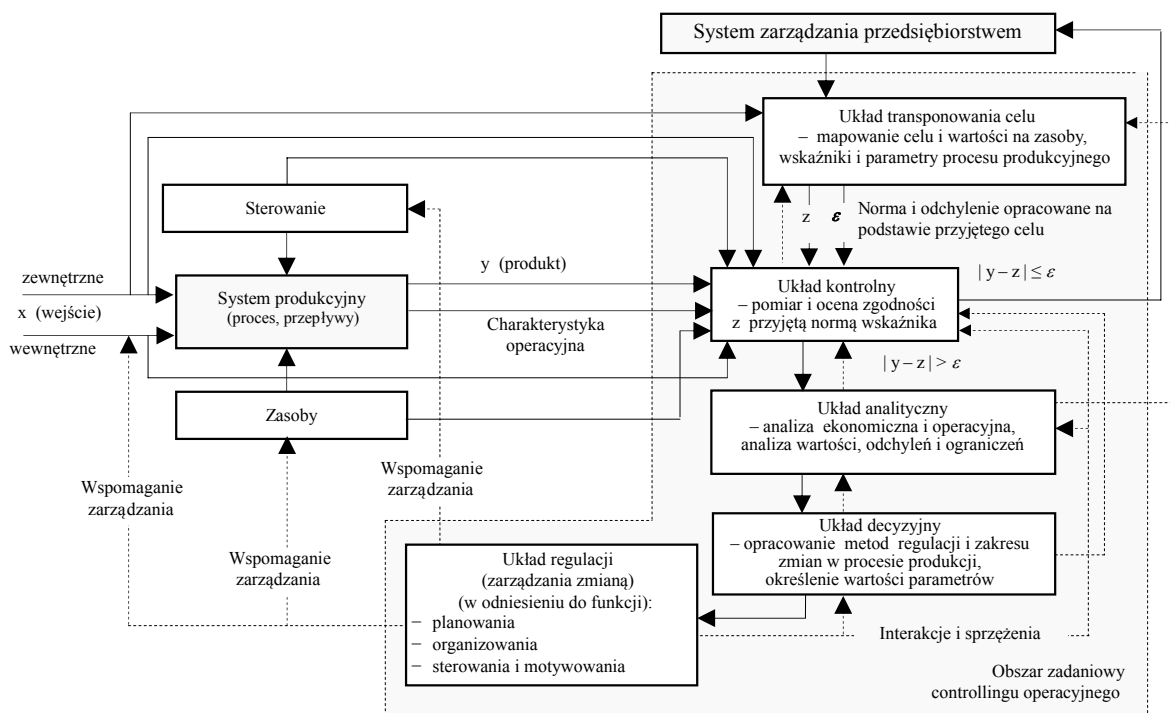 System zarządzania przedsiębiorstwem
Układ transponowania celu
– mapowanie celu i wartości na zasoby,
wskaźniki i parametry procesu produkcyjnego
Sterowanie
z ε
Norma i odchylenie opracowane na
podstawie przyjętego celu
zewnętrzne
x (wejście)
wewnętrzne
System produkcyjny
(proces, przepływy)
y (produkt)
Charakterystyka
operacyjna
Układ kontrolny
– pomiar i ocena zgodności
z przyjętą normą wskaźnika
| y – z | ≤ ε
| y – z | > ε
Zasoby
Układ analityczny
– analiza ekonomiczna i operacyjna,
analiza wartości, odchyleń i ograniczeń
Wspomaganie
zarządzania
Wspomaganie
zarządzania
Wspomaganie
zarządzania
Układ decyzyjny
– opracowanie metod regulacji i zakresu
zmian w procesie produkcji,
określenie wartości parametrów
Układ regulacji
(zarządzania zmianą)
(w odniesieniu do funkcji):
– planowania
– organizowania
– sterowania i motywowania
Interakcje i sprzężenia
Obszar zadaniowy
controllingu operacyjnego